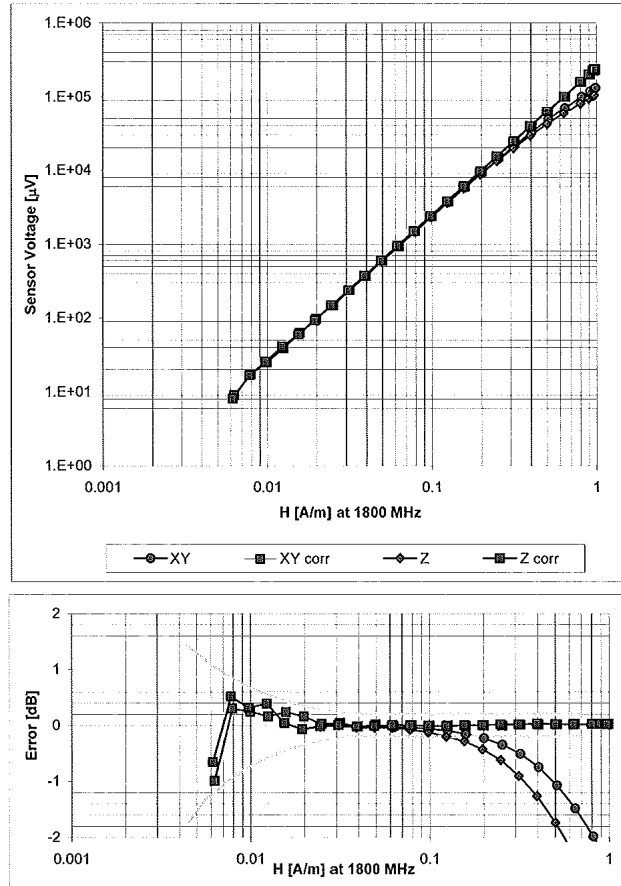 1.E+06
1.E+05
1.E+04
1.E+03
1.E+02
1.E+01
1.E+00
Sensor Voltage [µV]
0.001 0.01 0.1 1
H [A/m] at 1800 MHz
XY XY corr Z Z corr
2
1
0
-1
-2
Error [dB]
0.001 0.01 0.1 1
H [A/m] at 1800 MHz